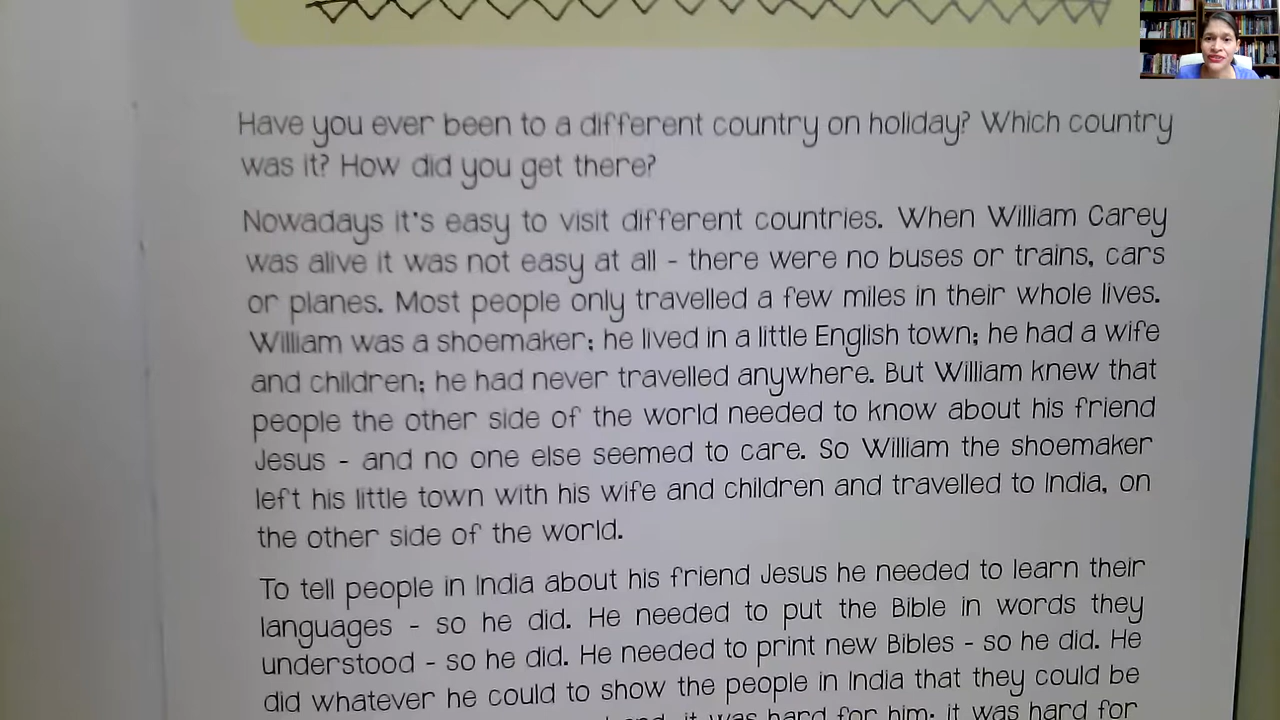 Have you ever been to a different country on holiday? Which country
was it? How did you get there?
Nowadays it's easy to visit different countries. When William Carey
was alive it was not easy at all - there were no buses or trains, cars
or planes. Most people only travelled a few miles in their whole lives.
William was a shoemaker; he lived in a little English town; he had a wife
and children; he had never travelled anywhere. But William knew that
people the other side of the world needed to know about his friend
Jesus - and no one else seemed to care. So William the shoemaker
left his little town with his wife and children and travelled to India, on
the other side of the world.
To tell people in India about his friend Jesus he needed to learn their
languages - so he did. He needed to put the Bible in words they
understood - so he did. He needed to print new Bibles - so he did. He
did whatever he could to show the people in India that they could be
it was hard for him; it was hard for